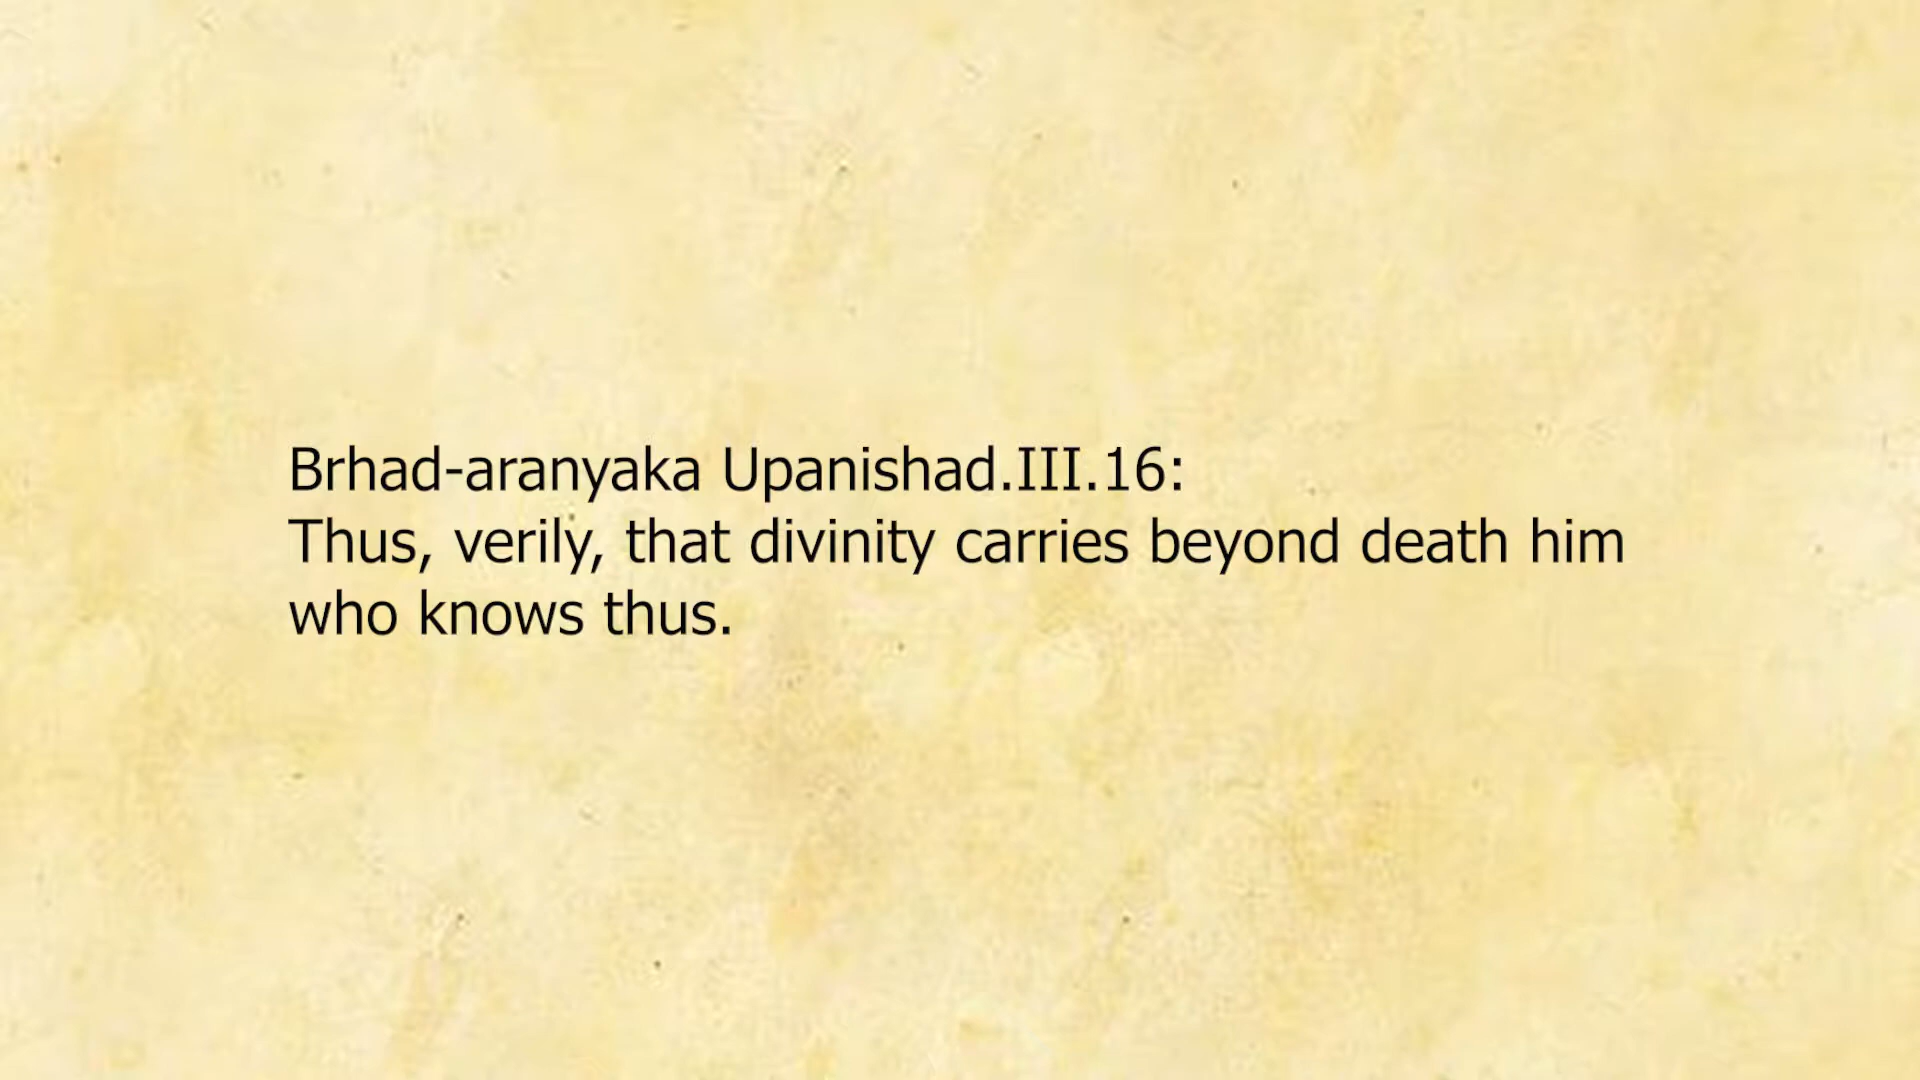 Brhad-aranyaka Upanishad.III.16:
Thus, verily, that divinity carries beyond death him
who knows thus.